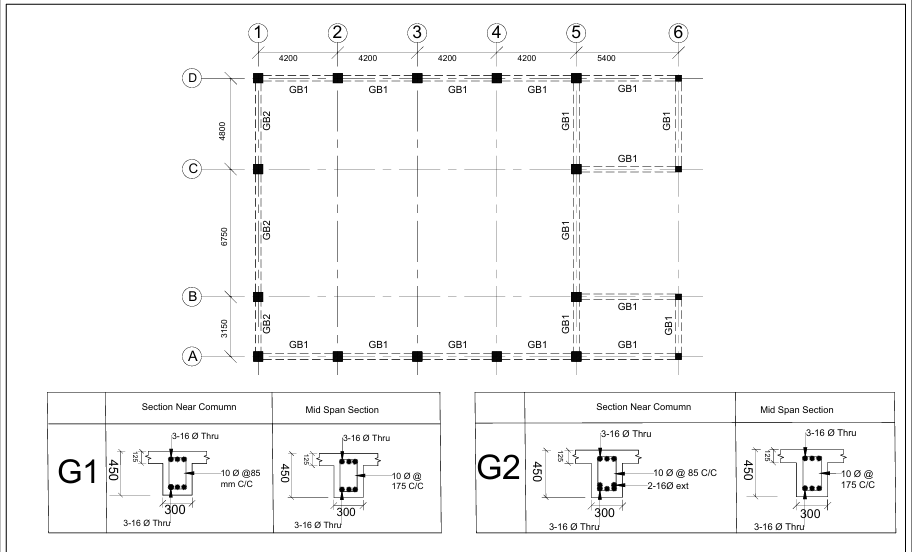 1 2 3 4 5 6
4200 4200 4200 4200 5400
D
GB1 GB1 GB1 GB1 GB1
GB2 GB1 GB1
4800
GB1
C
6750
GB2 GB1
B
3150
GB2 GB1 GB1
GB1 GB1 GB1 GB1 GB1
A
Section Near Comumn
Mid Span Section
G1
3-16 Ø Thru
125
450
10 Ø @85
mm C/C
300
3-16 Ø Thru
3-16 Ø Thru
125
450
10 Ø @
175 C/C
300
3-16 Ø Thru
Section Near Comumn
Mid Span Section
G2
3-16 Ø Thru
125
450
10 Ø @ 85 C/C
2-16Ø ext
300
3-16 Ø Thru
3-16 Ø Thru
125
450
10 Ø @
175 C/C
300
3-16 Ø Thru